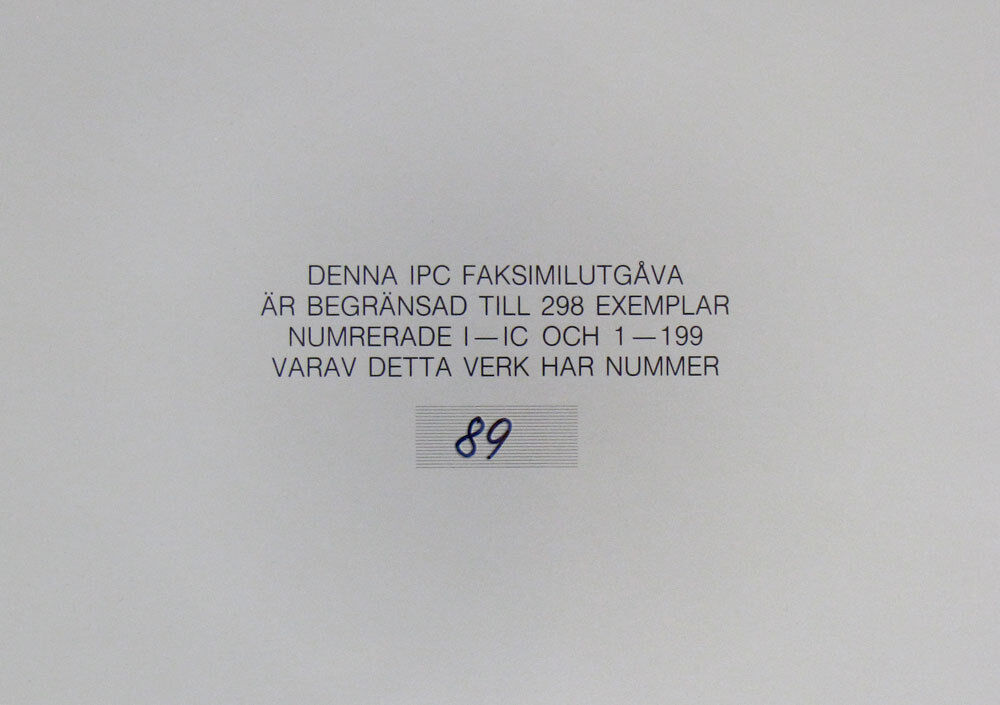 DENNA IPC FAKSIMILUTGÅVA
ÄR BEGRÄNSAD TILL 298 EXEMPLAR
NUMRERADE I—IC OCH 1—199
VARAV DETTA VERK HAR NUMMER
89